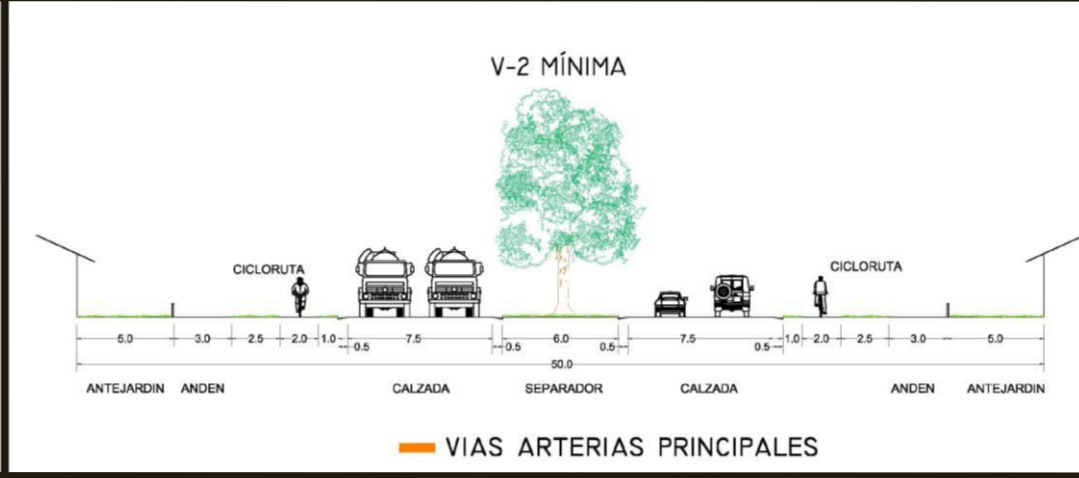 V-2 MÍNIMA
CICLORUTA
CICLORUTA
5.0 3.0 2.5 2.0 1.0 0.5 7.5 0.5 6.0 0.5 7.5 0.5 1.0 2.0 2.5 3.0 5.0
50.0
ANTEJARDIN ANDEN CALZADA SEPARADOR CALZADA ANDEN ANTEJARDIN
VIAS ARTERIAS PRINCIPALES